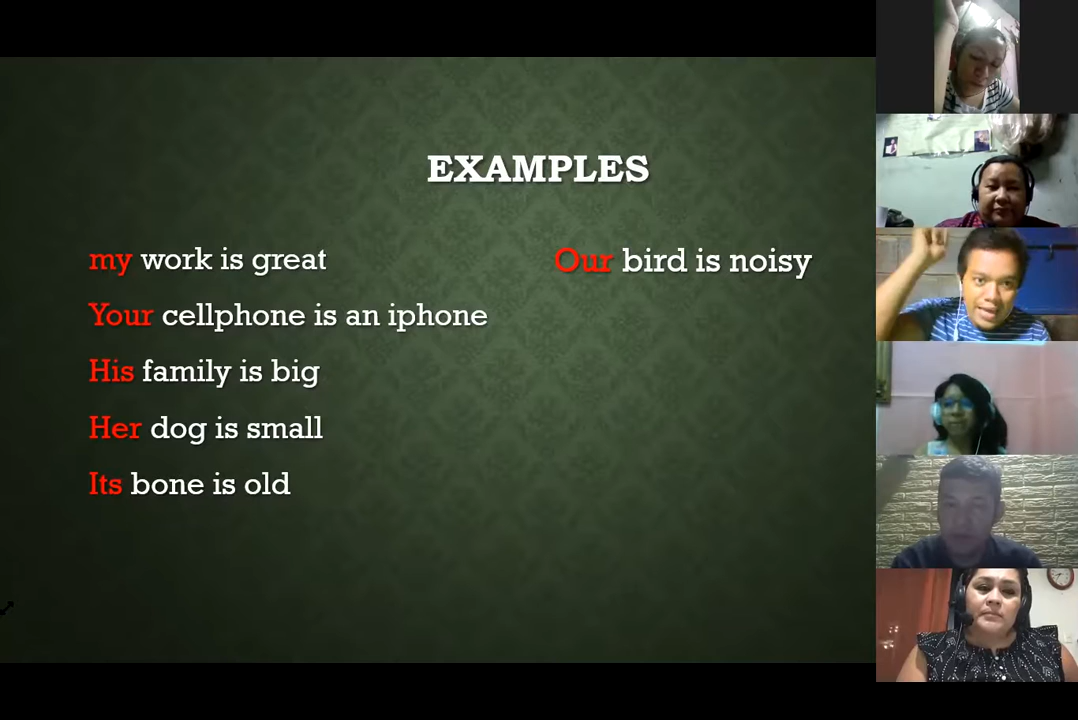 EXAMPLES
my work is great
Your cellphone is an iphone
His family is big
Her dog is small
Its bone is old
Our bird is noisy